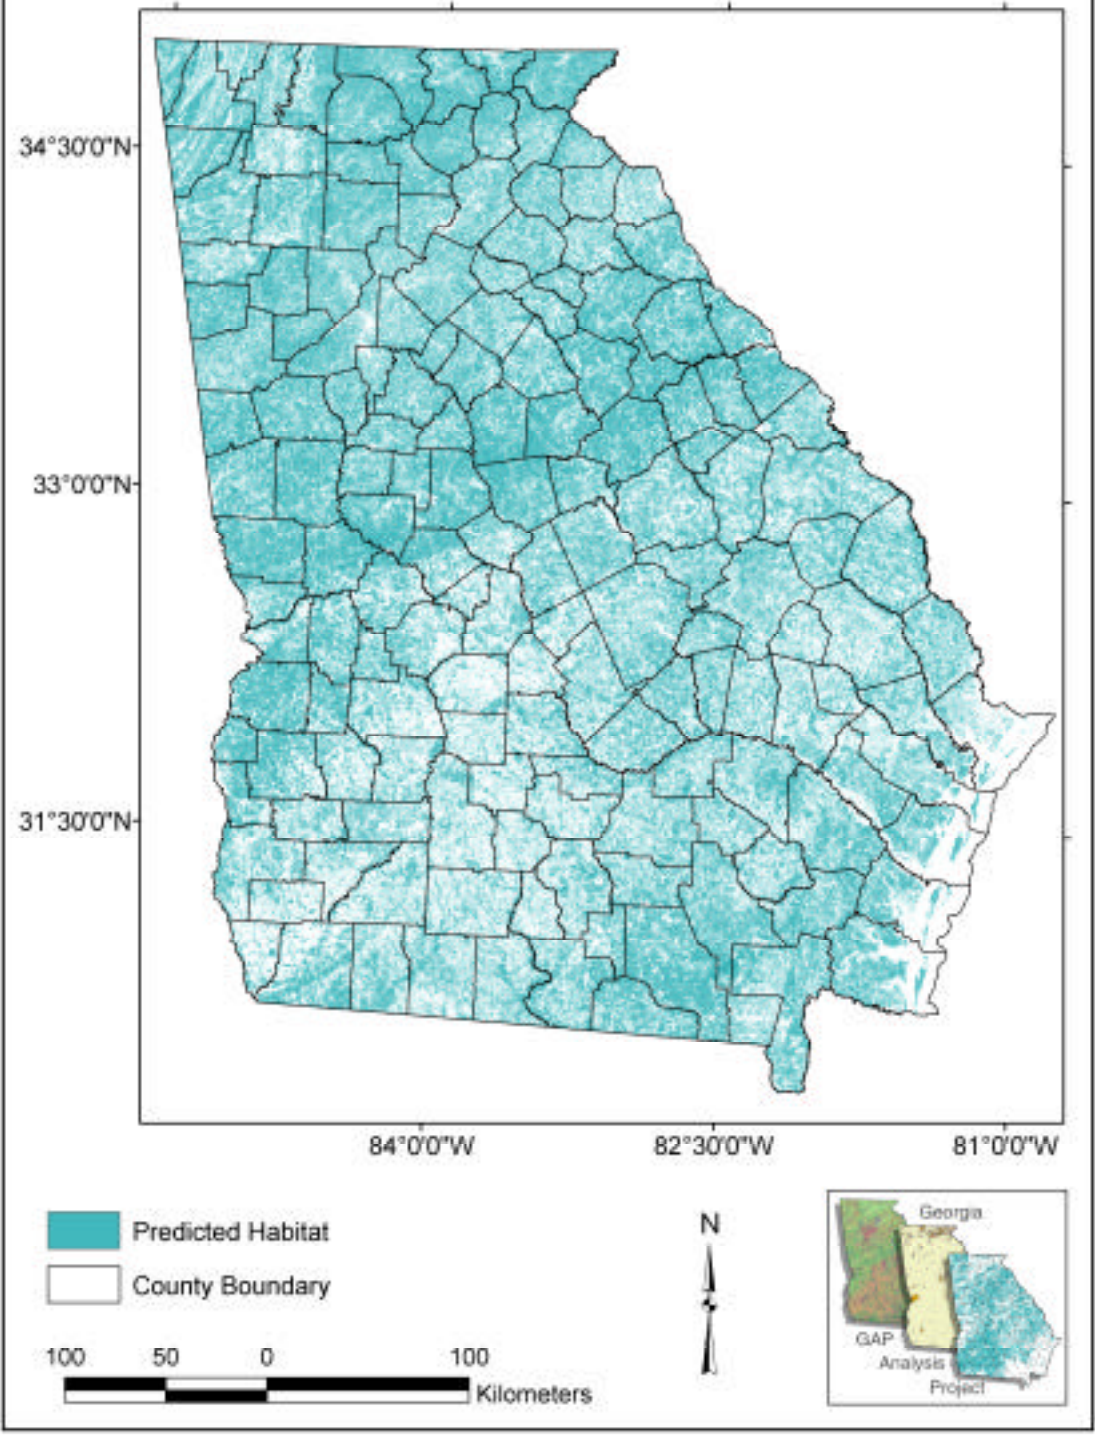 34°30'0"N
33°0'0"N
31°30'0"N
84°0'0"W 82°30'0"W 81°0'0"W
Predicted Habitat
County Boundary
100 50 0 100
Kilometers
N
Georgia
GAP
Analysis
Project